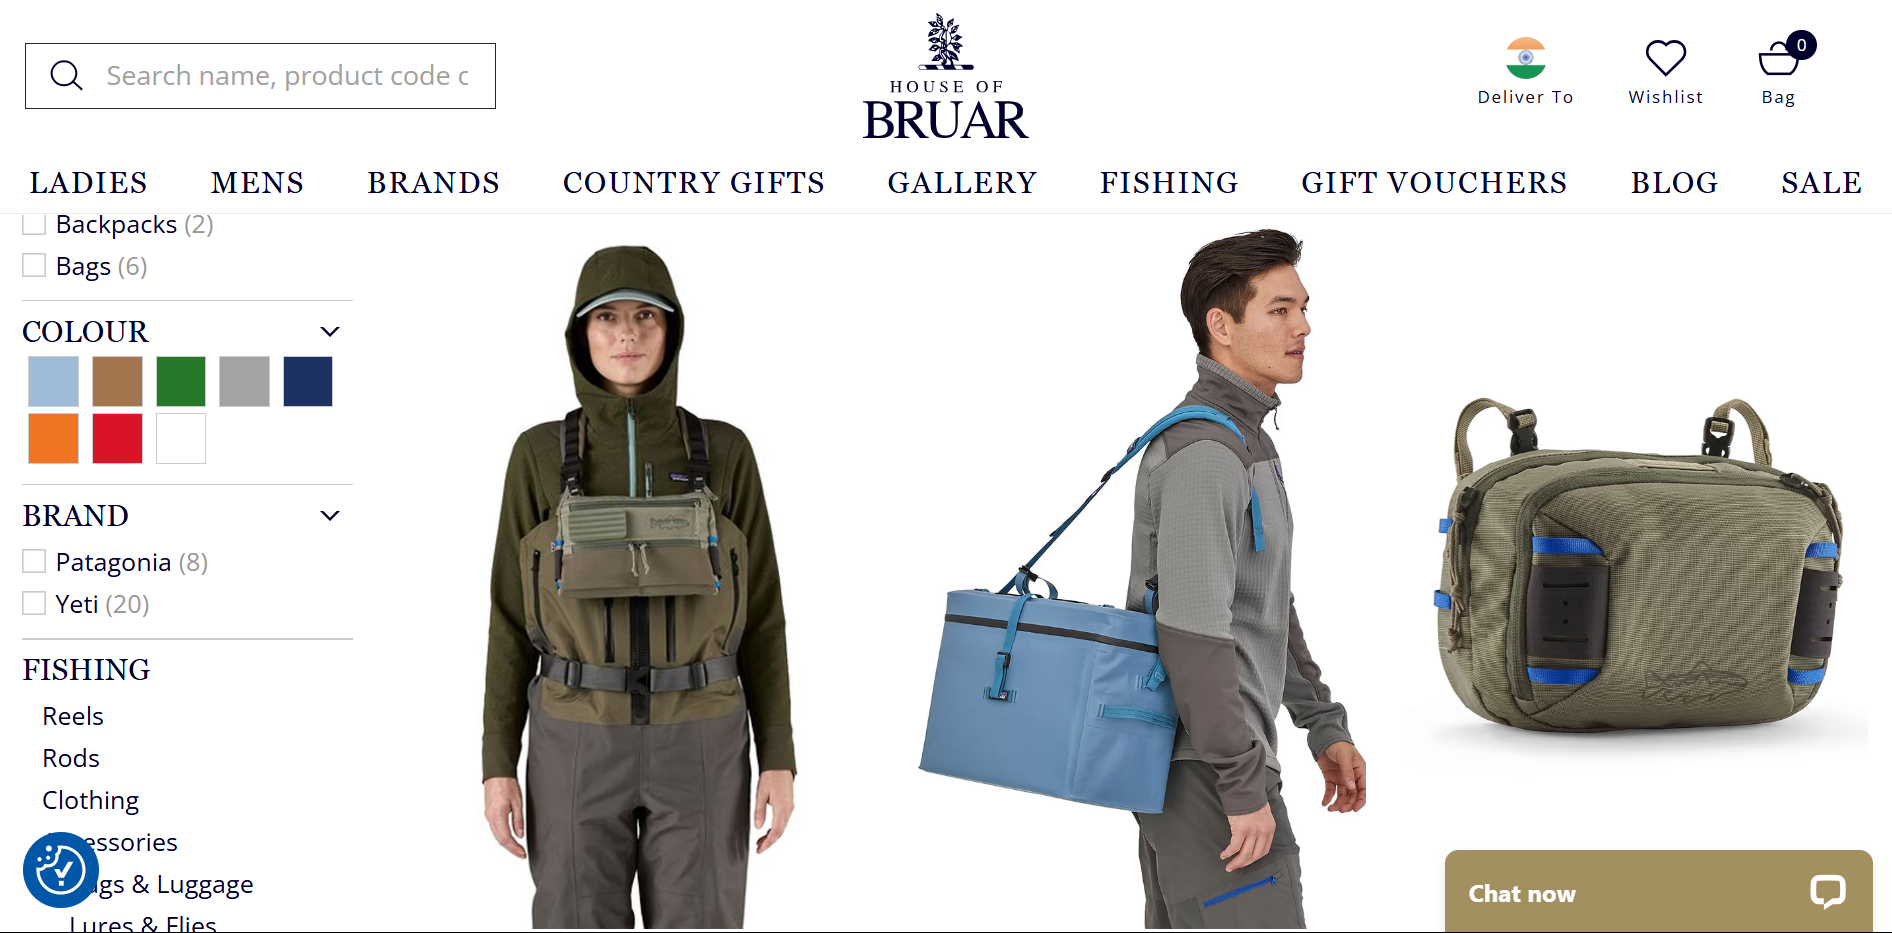 Search name, product code c
HOUSE OF
BRUAR
Deliver To
Wishlist
0
Bag
LADIES
MENS
BRANDS
COUNTRY GIFTS
GALLERY
FISHING
GIFT VOUCHERS
BLOG
SALE
Backpacks (2)
Bags (6)
COLOUR
BRAND
Patagonia (8)
Yeti (20)
FISHING
Reels
Rods
Clothing
essories
gs & Luggage
Lures & Flies
Chat now